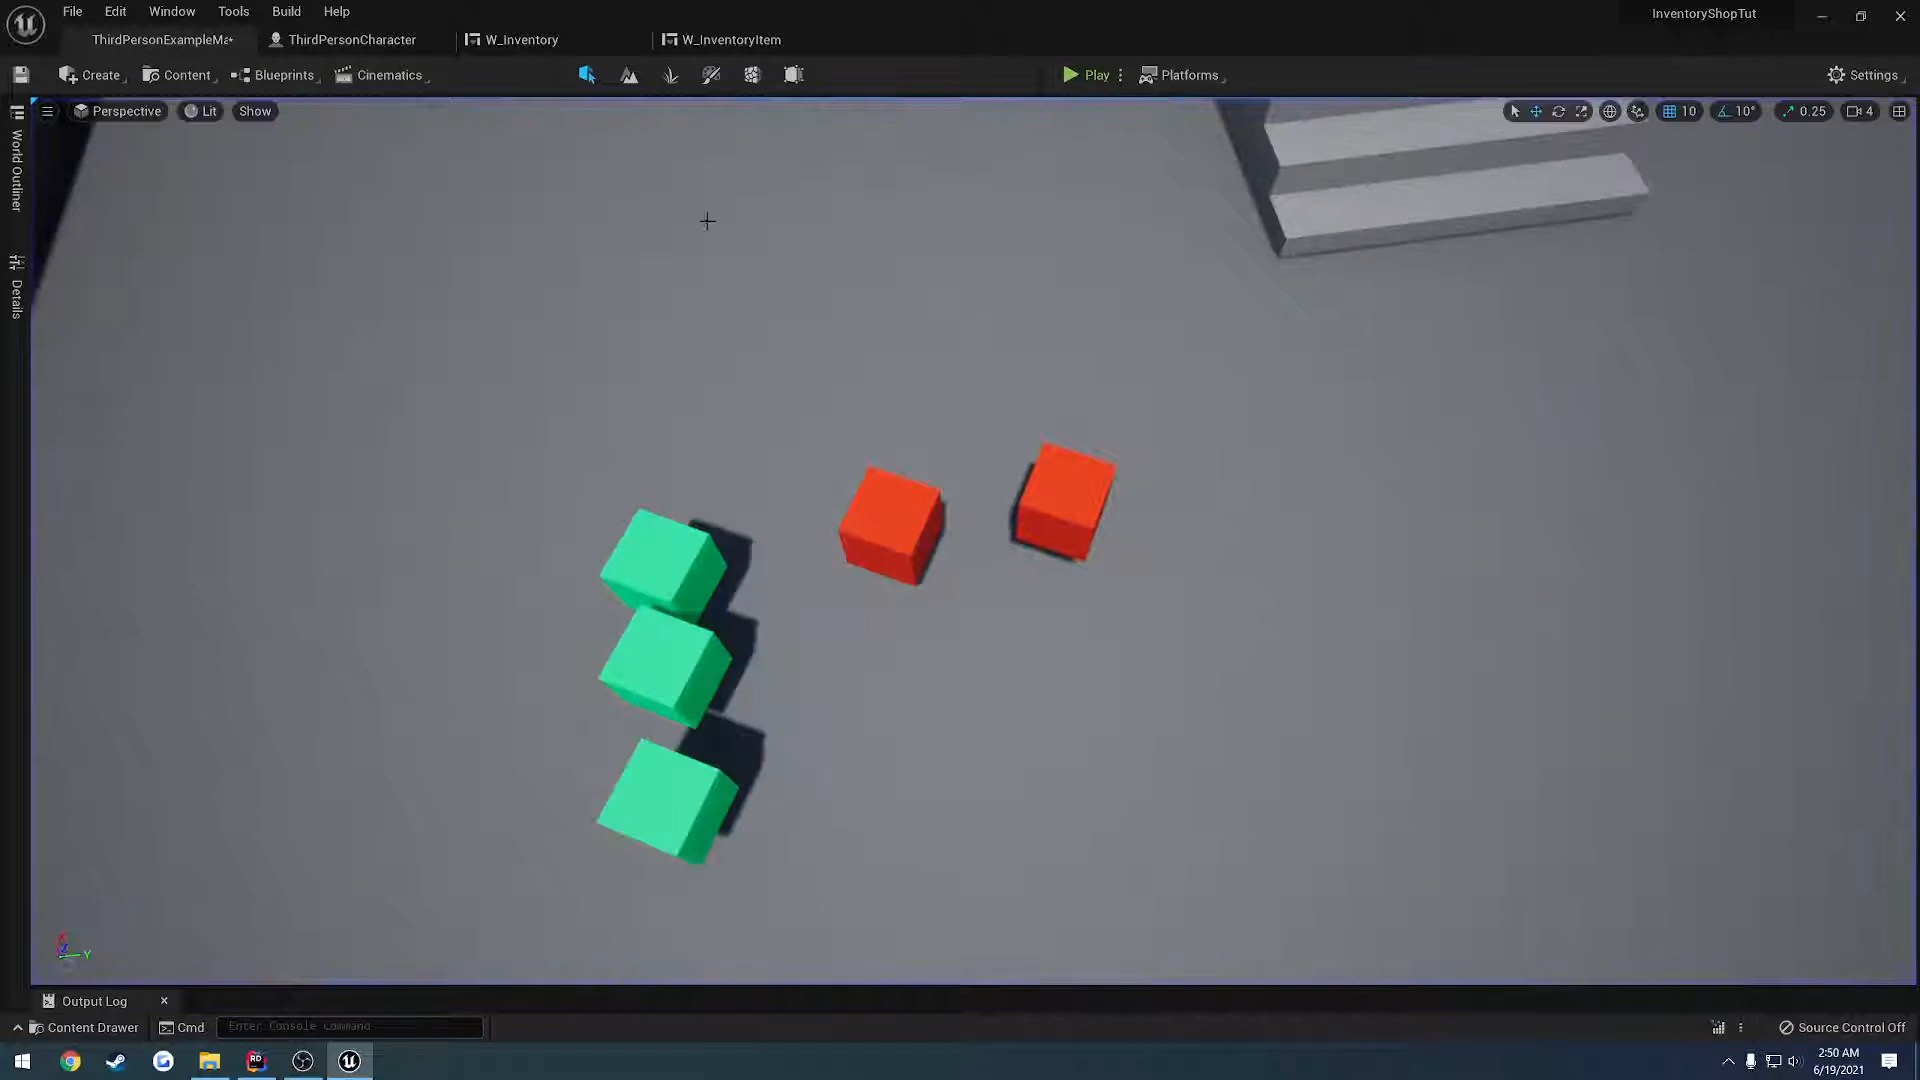 File Edit Window Tools Build Help InventoryShopTut
ThirdPersonExampleMa• ThirdPersonCharacter W_Inventory W_InventoryItem
Create Content Blueprints Cinematics Play Platforms Settings
Perspective Lit Show 10 10° 0.25 4
World Outliner
Details
X
Z
Y
Output Log
Content Drawer Cmd Enter Console Command Source Control Off
RD
2:50 AM
6/19/2021